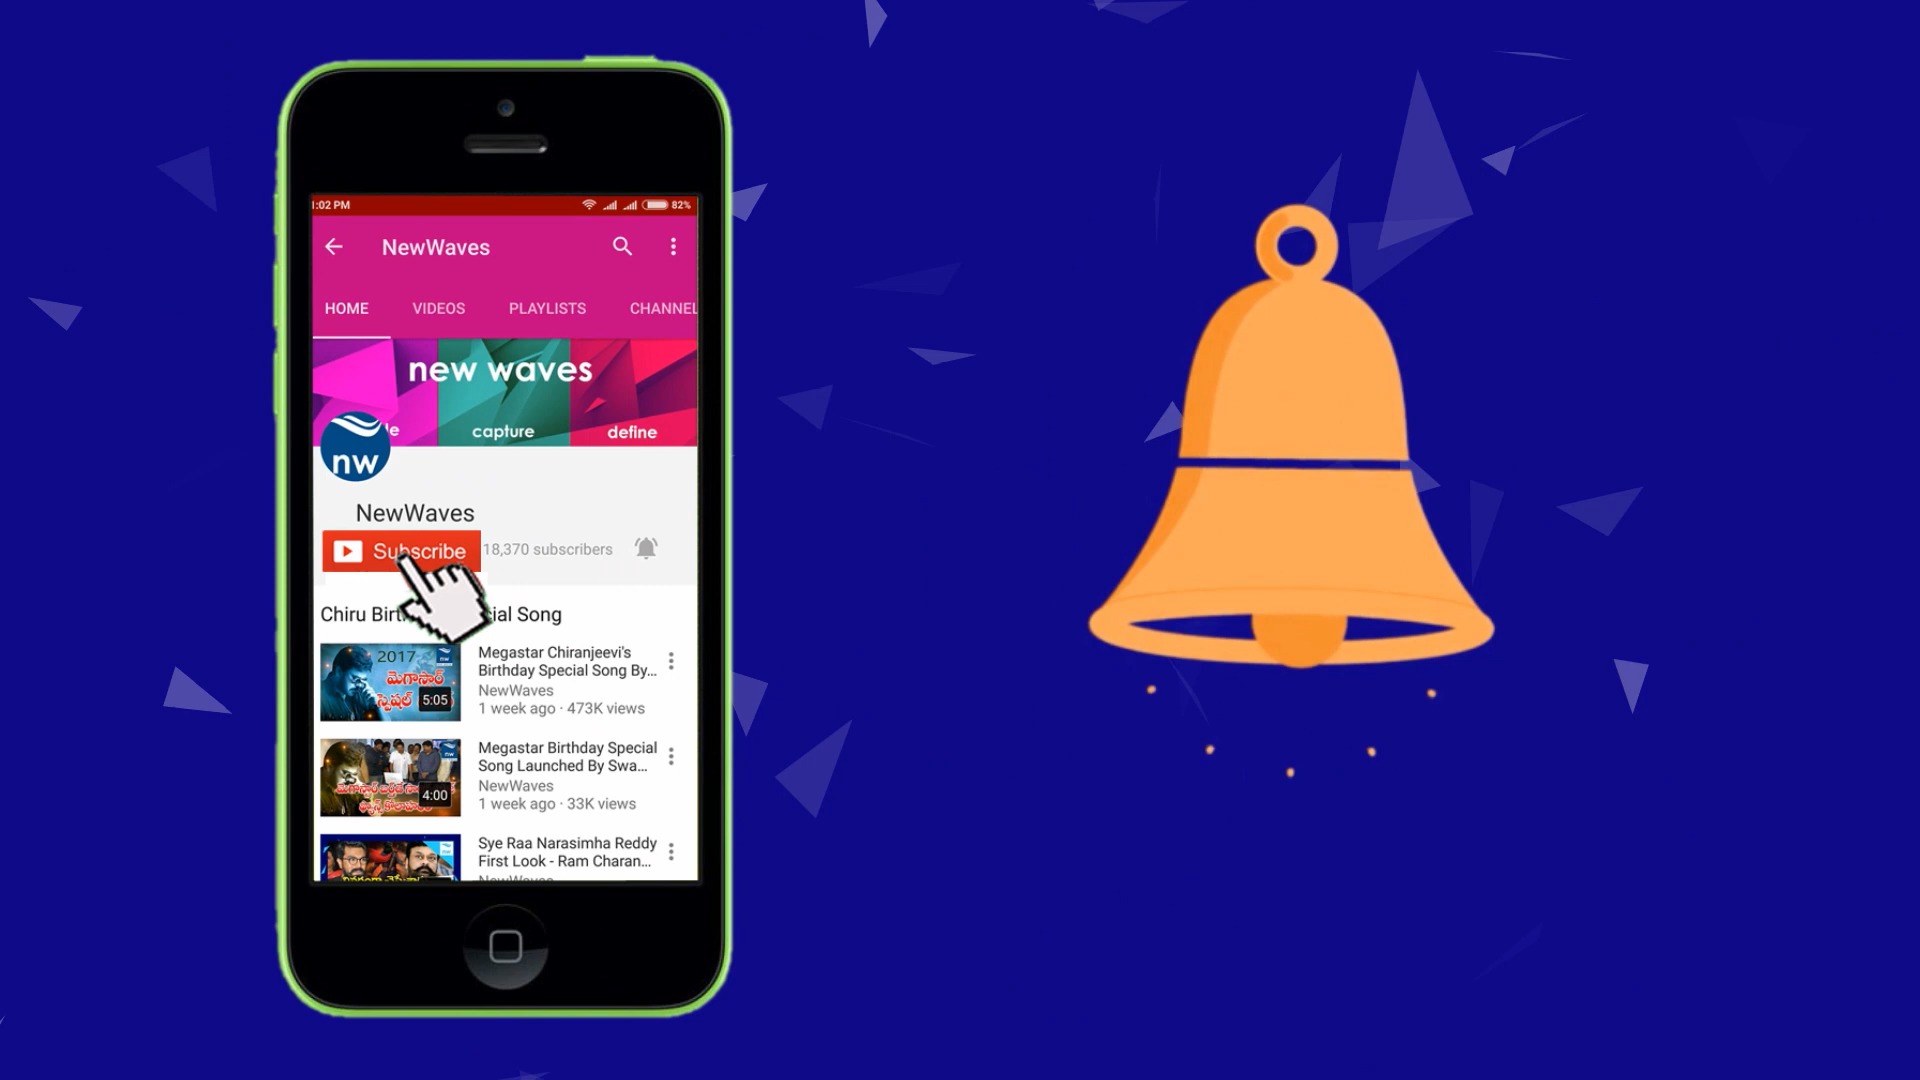 1:02 PM
82%
NewWaves
HOME VIDEOS PLAYLISTS CHANNEL
new waves
le capture define
nw
NewWaves
Subscribe 18,370 subscribers
Chiru Birt ial Song
2017
మెగాస్టార్
స్పెషల్
5:05
Megastar Chiranjeevi's
Birthday Special Song By...
NewWaves
1 week ago · 473K views
4:00
Megastar Birthday Special
Song Launched By Swa...
NewWaves
1 week ago · 33K views
Sye Raa Narasimha Reddy
First Look - Ram Charan...
NewWaves